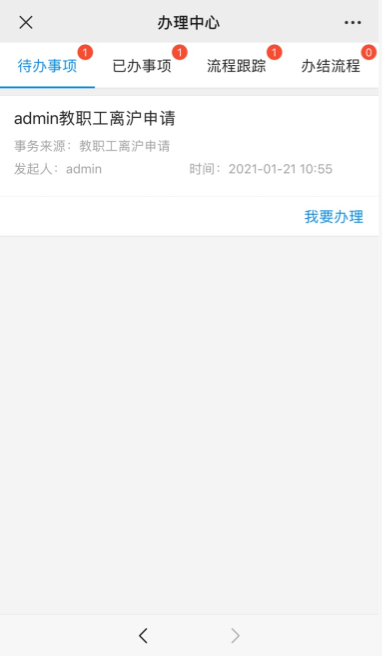 办理中心
1 1 1 0
待办事项 已办事项 流程跟踪 办结流程
admin教职工离沪申请
事务来源：教职工离沪申请
发起人：admin 时间：2021-01-21 10:55
我要办理